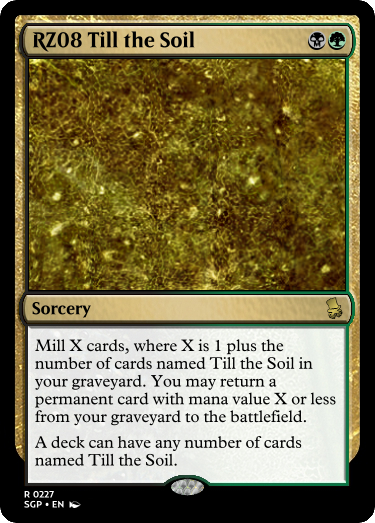 RZ08 Till the Soil
Sorcery
Mill X cards, where X is 1 plus the
number of cards named Till the Soil in
your graveyard. You may return a
permanent card with mana value X or less
from your graveyard to the battlefield.
A deck can have any number of cards
named Till the Soil.
R 0227
SGP • EN